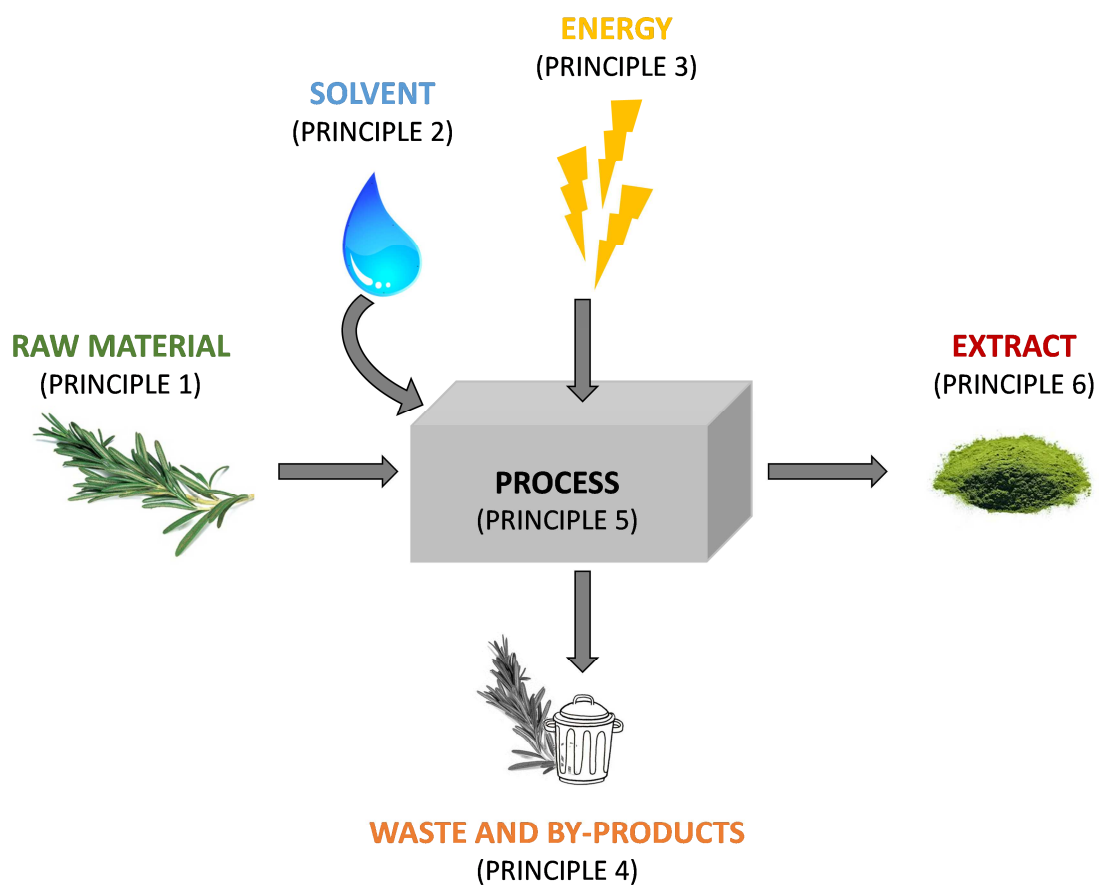 ENERGY
(PRINCIPLE 3)
SOLVENT
(PRINCIPLE 2)
RAW MATERIAL
(PRINCIPLE 1)
EXTRACT
(PRINCIPLE 6)
PROCESS
(PRINCIPLE 5)
WASTE AND BY-PRODUCTS
(PRINCIPLE 4)